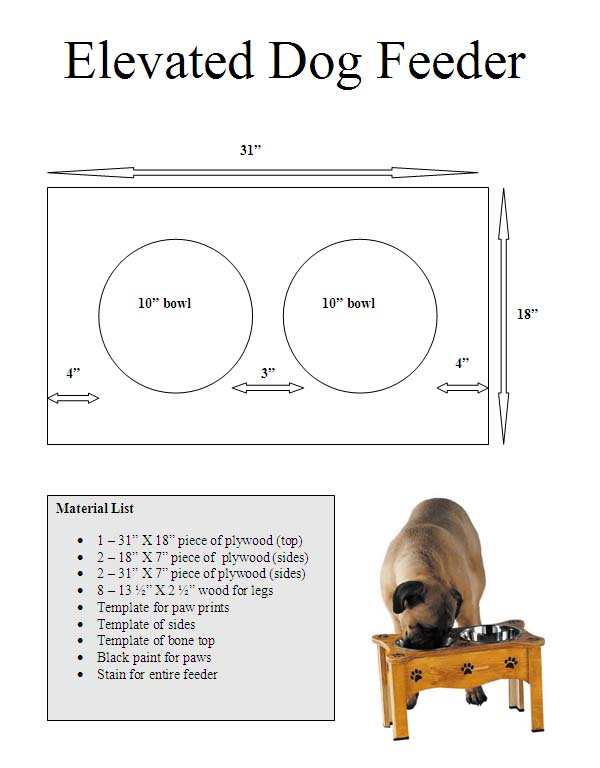 Elevated Dog Feeder
31”
10” bowl
10” bowl
18”
4”
3”
4”
Material List
• 1 – 31” X 18” piece of plywood (top)
• 2 – 18” X 7” piece of  plywood (sides)
• 2 – 31” X 7” piece of plywood (sides)
• 8 – 13 ½” X 2 ½” wood for legs
• Template for paw prints
• Template of sides
• Template of bone top
• Black paint for paws
• Stain for entire feeder